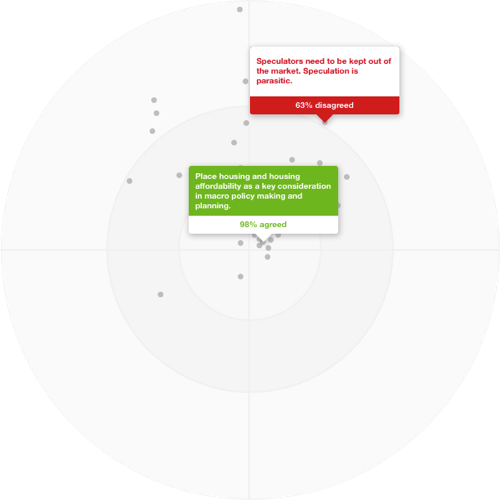 Speculators need to be kept out of
the market. Speculation is
parasitic.
63% disagreed
Place housing and housing
affordability as a key consideration
in macro policy making and
planning.
98% agreed